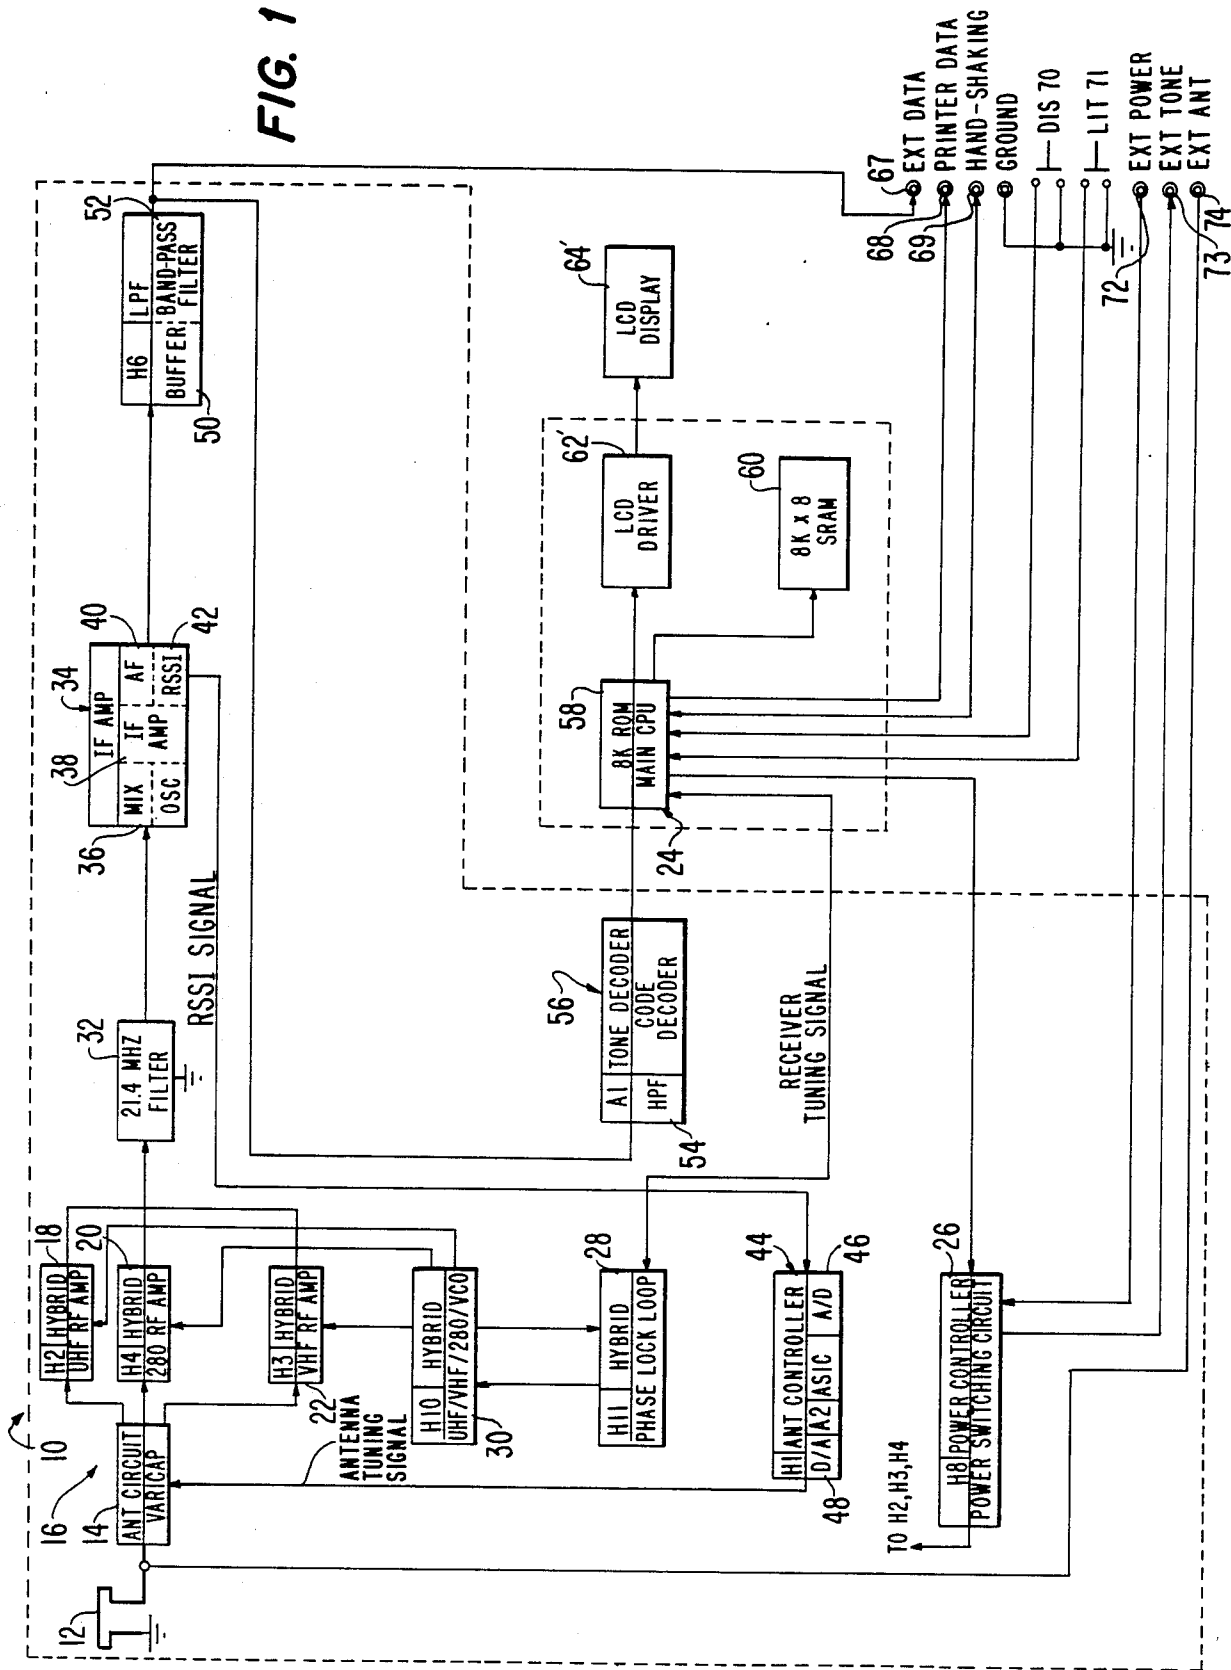 FIG. 1
10
12
16
14
ANT CIRCUIT
VARICAP
18
H2 HYBRID
UHF RF AMP
20
H4 HYBRID
280 RF AMP
H3 HYBRID
VHF RF AMP
22
ANTENNA
TUNING
SIGNAL
H10 HYBRID
UHF/VHF/280/VCO
30
28
H11 HYBRID
PHASE LOCK LOOP
44
H1 ANT CONTROLLER
D/A A2 ASIC A/D
46
48
26
H8 POWER CONTROLLER
POWER SWITCHING CIRCUIT
TO H2,H3,H4
32
21.4 MHZ
FILTER
RSSI SIGNAL
34
IF AMP
38
MIX IF AF
OSC AMP RSSI
36
40
42
H6 LPF
BUFFER BAND-PASS
FILTER
50
52
56
A1 TONE DECODER
HPF CODE
DECODER
54
RECEIVER
TUNING SIGNAL
58
8K ROM
MAIN CPU
24
62'
LCD
DRIVER
60
8K x 8
SRAM
64'
LCD
DISPLAY
67
EXT DATA
68
PRINTER DATA
69
HAND-SHAKING
GROUND
DIS 70
LIT 71
72
EXT POWER
73
EXT TONE
74
EXT ANT